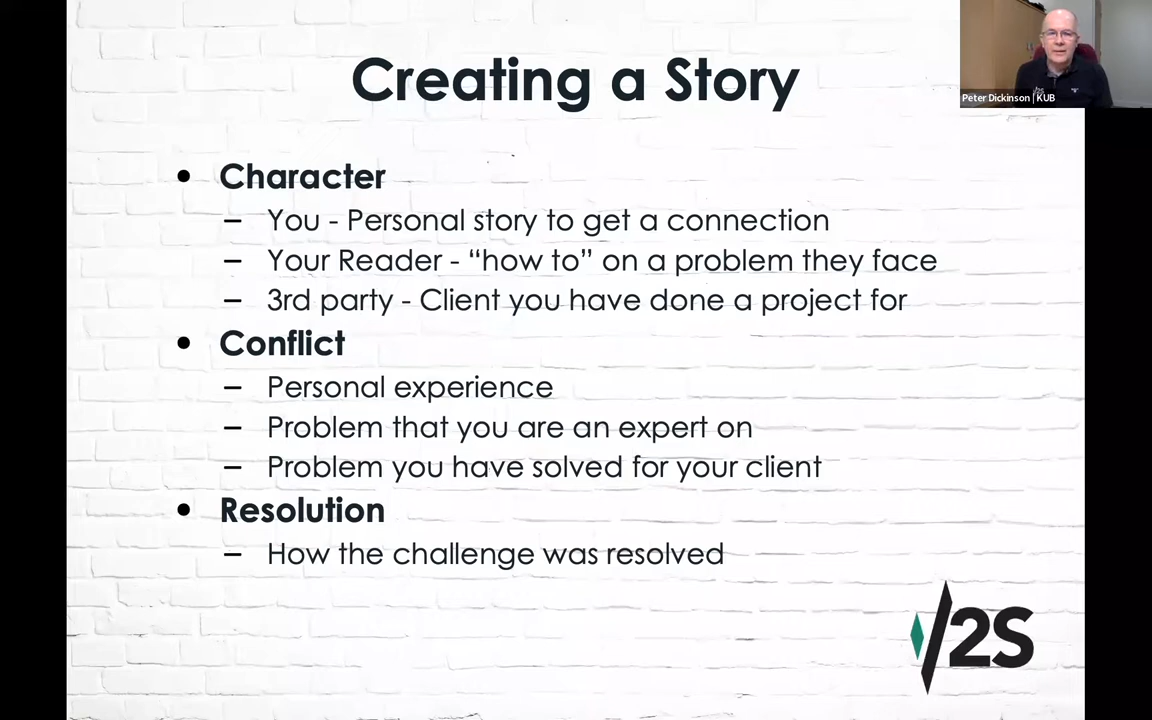 Creating a Story
Peter Dickinson | KUB
• Character
– You - Personal story to get a connection
– Your Reader - “how to” on a problem they face
– 3rd party - Client you have done a project for
• Conflict
– Personal experience
– Problem that you are an expert on
– Problem you have solved for your client
• Resolution
– How the challenge was resolved
/2S